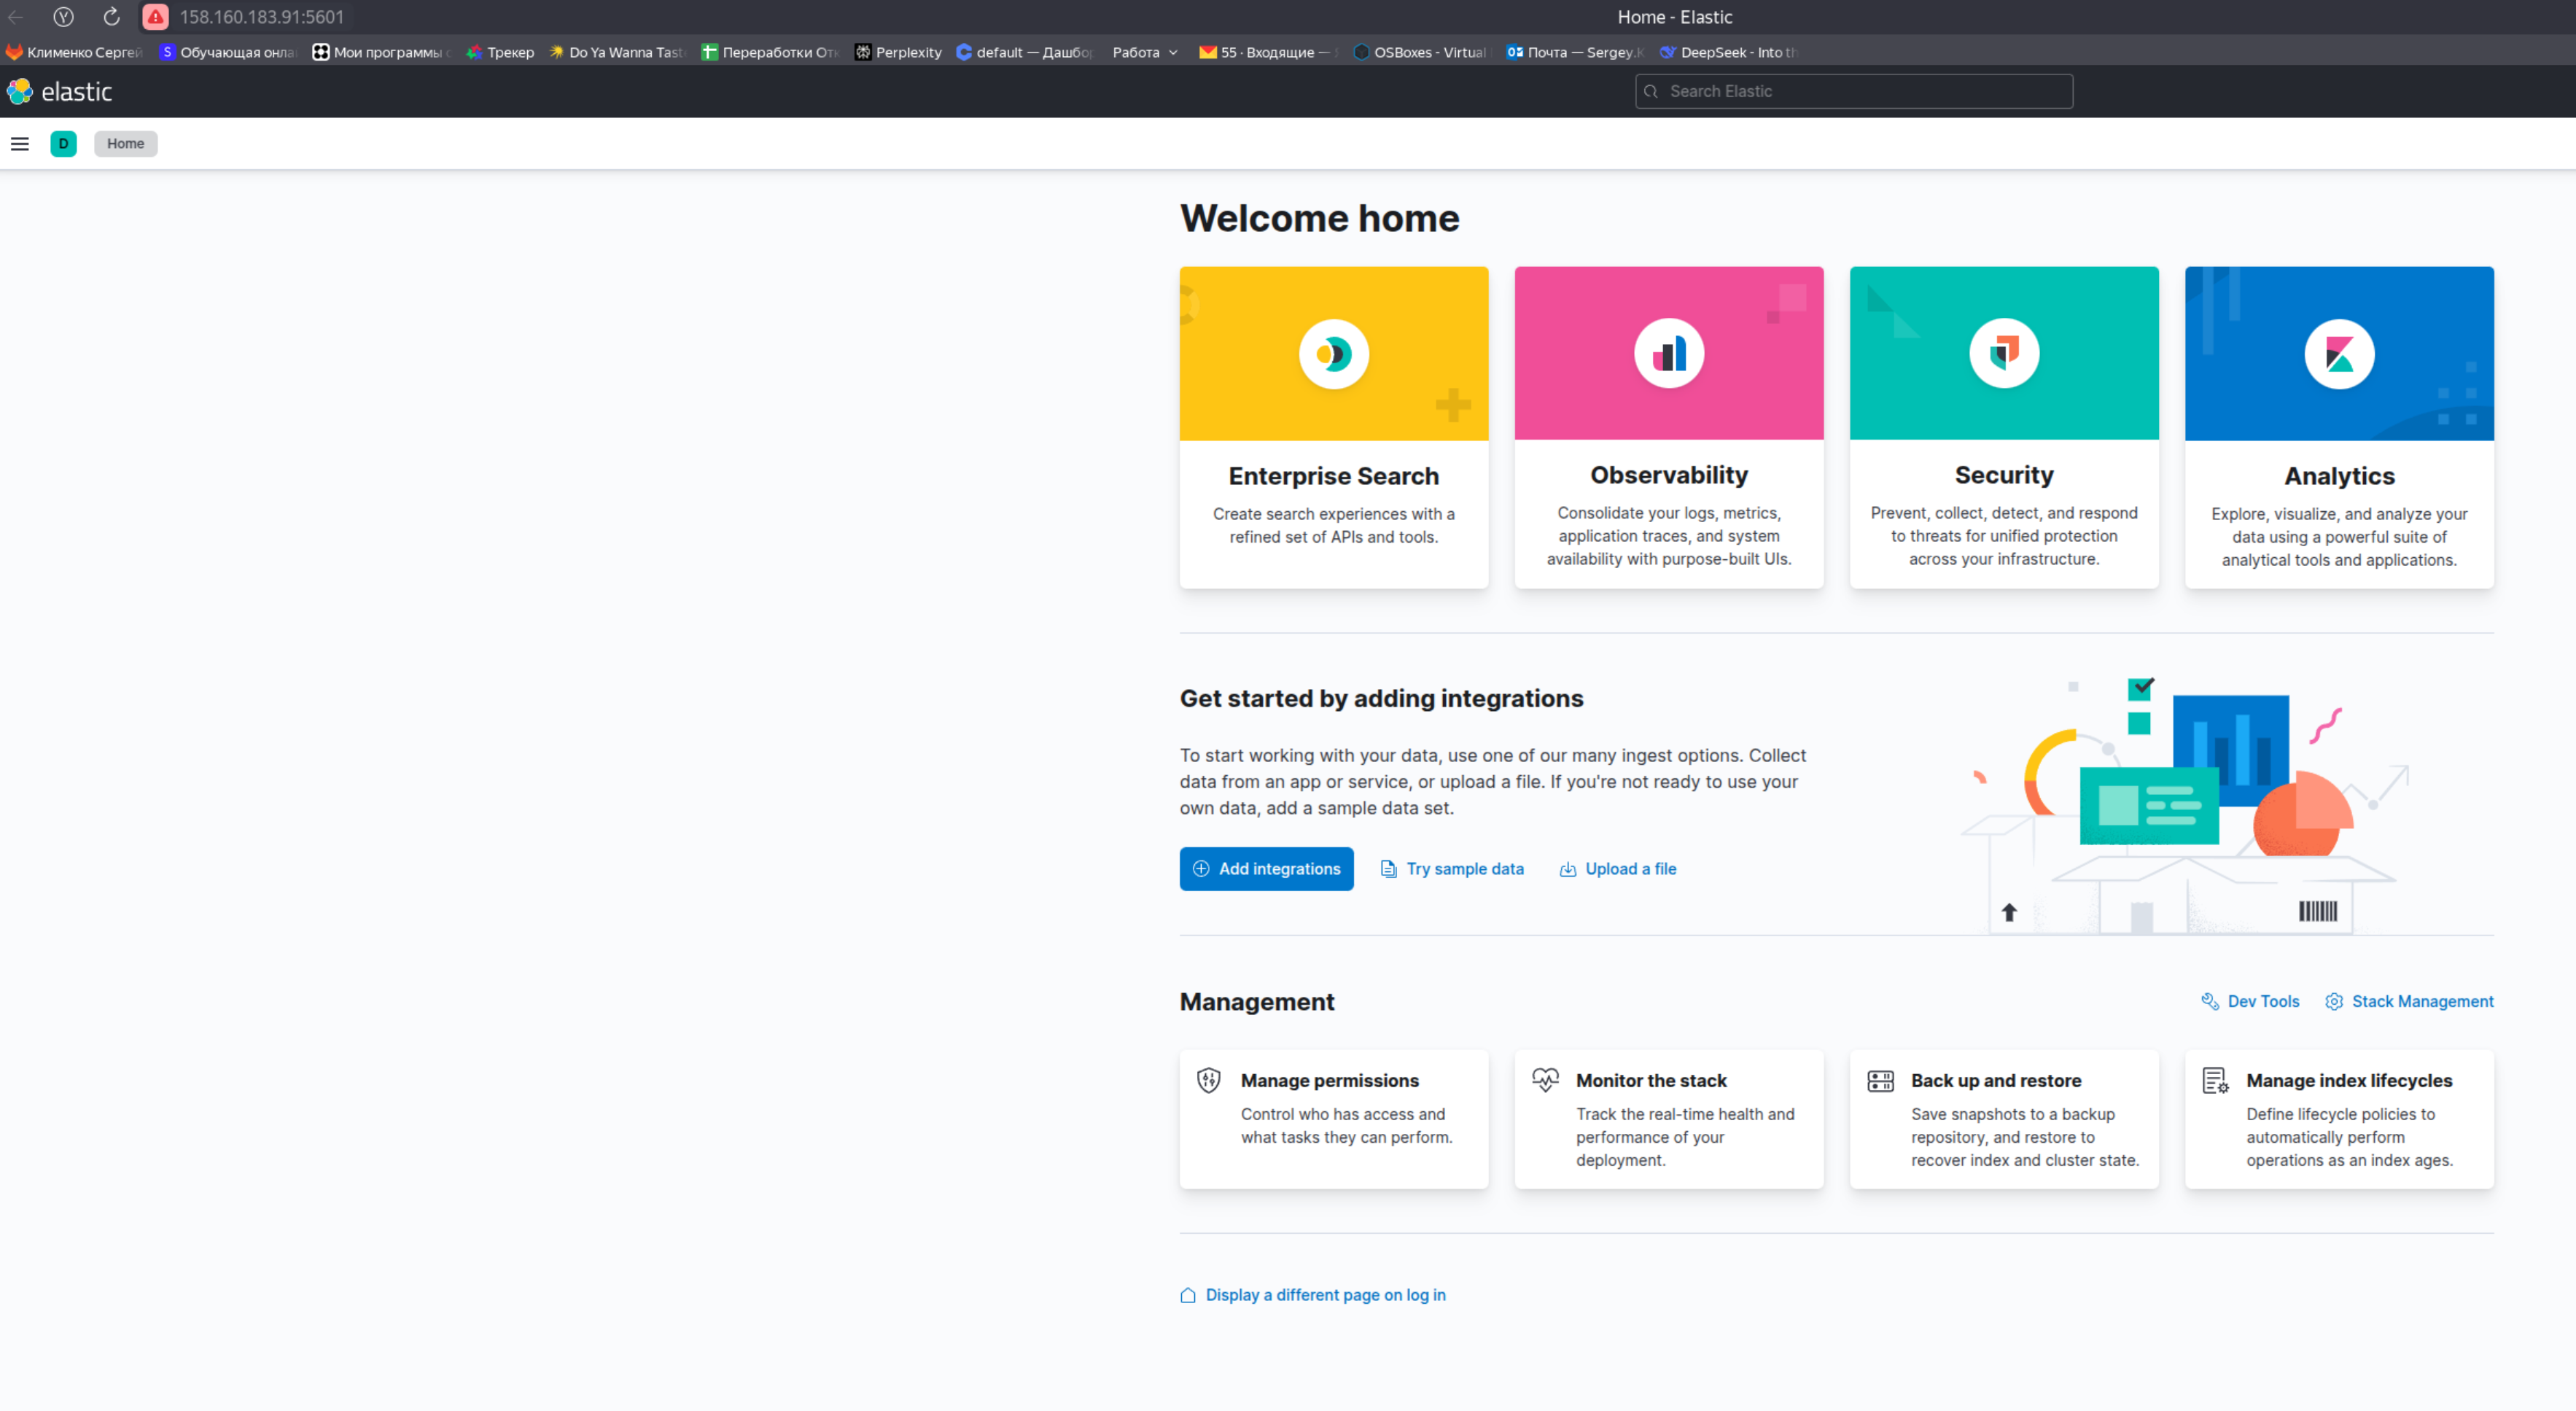 158.160.183.91:5601
Home - Elastic
Клименко Сергей
Обучающая онла
Мои программы
Трекер
Do Ya Wanna Tast
Переработки От
Perplexity
default — Дашбо
Работа
55 · Входящие —
OSBoxes - Virtual
Почта — Sergey.K
DeepSeek - Into th
elastic
Search Elastic
D
Home
Welcome home
Enterprise Search
Create search experiences with a
refined set of APIs and tools.
Observability
Consolidate your logs, metrics,
application traces, and system
availability with purpose-built UIs.
Security
Prevent, collect, detect, and respond
to threats for unified protection
across your infrastructure.
Analytics
Explore, visualize, and analyze your
data using a powerful suite of
analytical tools and applications.
Get started by adding integrations
To start working with your data, use one of our many ingest options. Collect
data from an app or service, or upload a file. If you're not ready to use your
own data, add a sample data set.
Add integrations
Try sample data
Upload a file
Management
Dev Tools
Stack Management
Manage permissions
Control who has access and
what tasks they can perform.
Monitor the stack
Track the real-time health and
performance of your
deployment.
Back up and restore
Save snapshots to a backup
repository, and restore to
recover index and cluster state.
Manage index lifecycles
Define lifecycle policies to
automatically perform
operations as an index ages.
Display a different page on log in